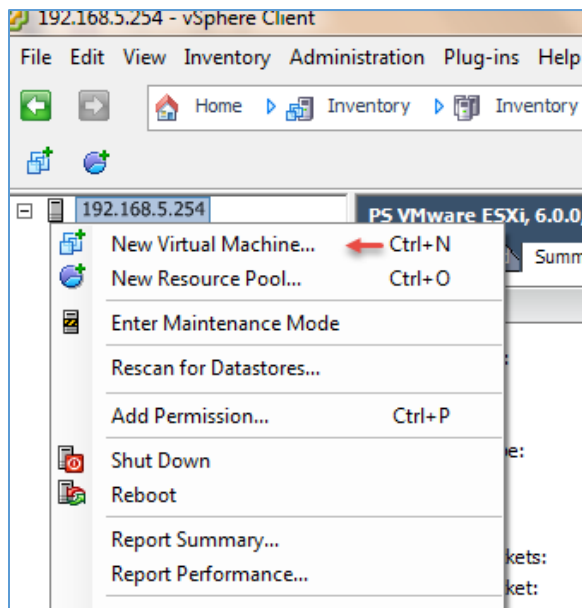 192.168.5.254 - vSphere Client
File Edit View Inventory Administration Plug-ins Help
Home Inventory Inventory
192.168.5.254
PS VMware ESXi, 6.0.0,
Summ
New Virtual Machine... Ctrl+N
New Resource Pool... Ctrl+O
Enter Maintenance Mode
Rescan for Datastores...
Add Permission... Ctrl+P
Shut Down
Reboot
Report Summary...
Report Performance...
e:
kets:
ket: